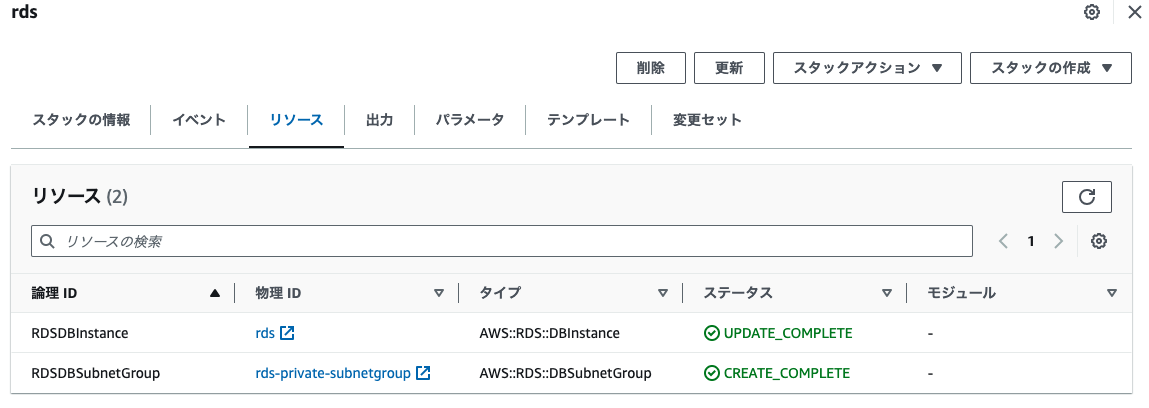 rds
削除 更新 スタックアクション ▼ スタックの作成 ▼
スタックの情報 イベント リソース 出力 パラメータ テンプレート 変更セット
リソース (2)
リソースの検索 1
論理 ID 物理 ID タイプ ステータス モジュール
RDSDBInstance rds AWS::RDS::DBInstance UPDATE_COMPLETE -
RDSDBSubnetGroup rds-private-subnetgroup AWS::RDS::DBSubnetGroup CREATE_COMPLETE -